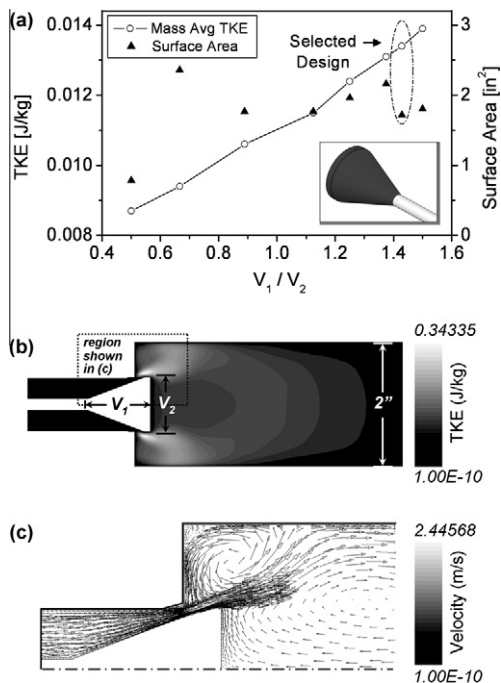 (a)
Mass Avg TKE
Surface Area
Selected
Design
TKE [J/kg]
0.014
0.012
0.010
0.008
Surface Area [in²]
3
2
1
0
0.4 0.6 0.8 1.0 1.2 1.4 1.6
V₁ / V₂
(b)
region
shown
in (c)
V₁
V₂
2”
0.34335
TKE (J/kg)
1.00E-10
(c)
2.44568
Velocity (m/s)
1.00E-10